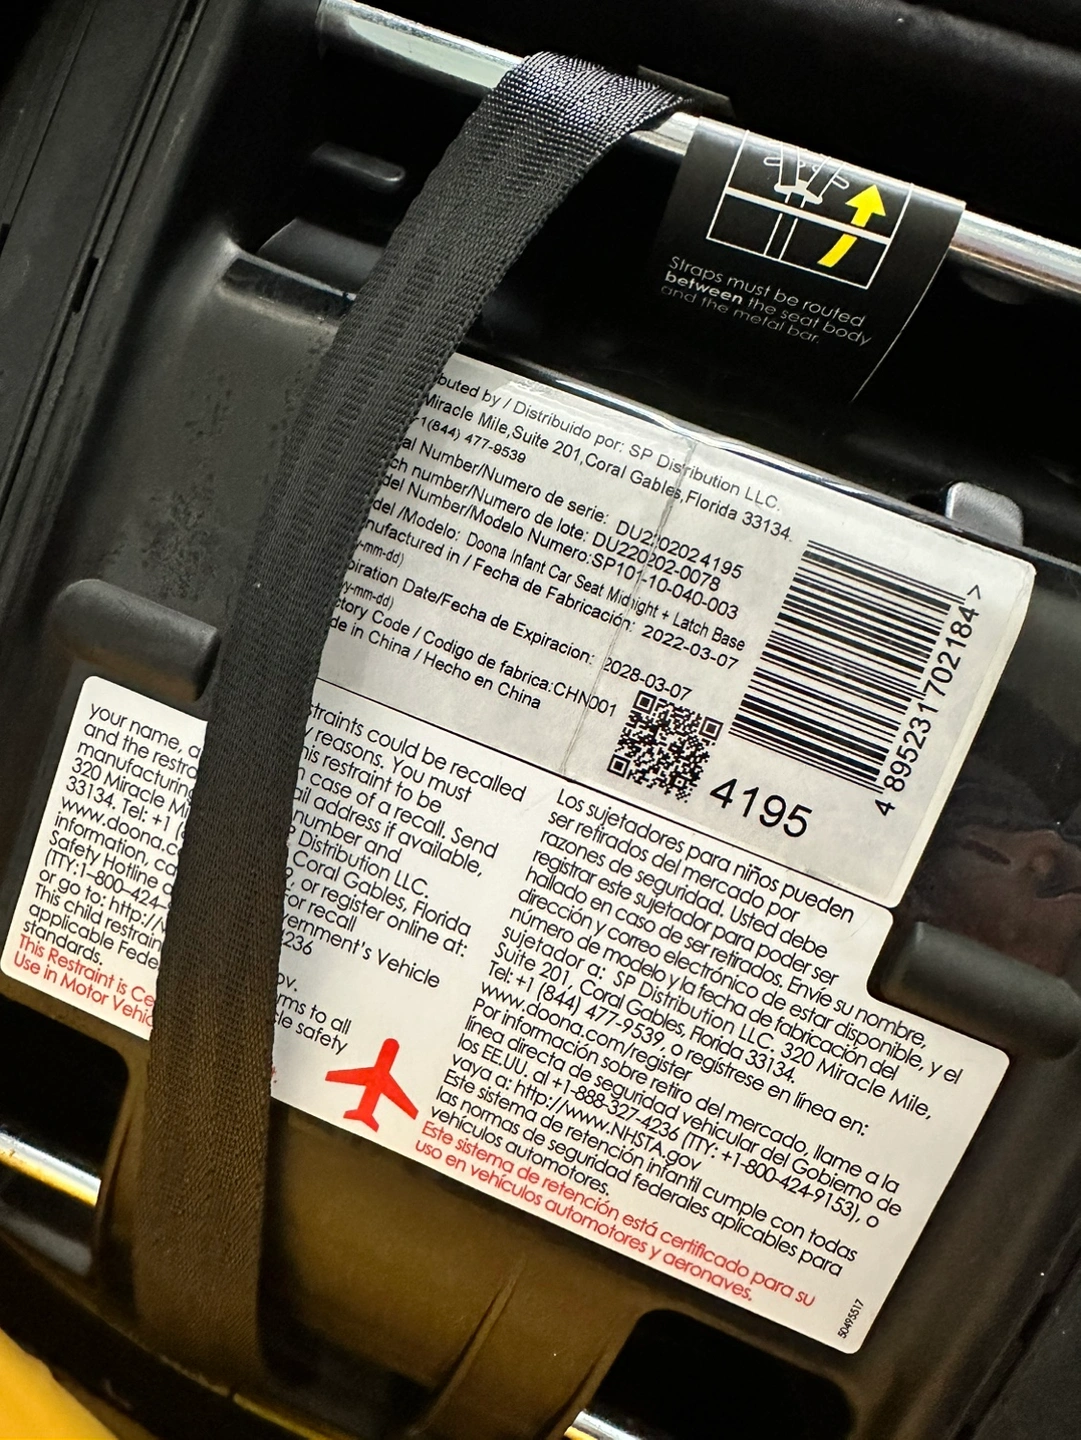 Straps must be routed
between the seat body
and the metal bar.
buted by / Distribuido por: SP Distribution LLC.
Miracle Mile,Suite 201,Coral Gables,Florida 33134.
1(844) 477-9539
al Number/Numero de serie: DU2202024195
ch number/Numero de lote: DU220202-0078
del Number/Modelo Numero:SP101-10-040-003
del /Modelo: Doona Infant Car Seat Midnight + Latch Base
nufactured in / Fecha de Fabricación: 2022-03-07
y-mm-dd)
piration Date/Fecha de Expiracion: 2028-03-07
yy-mm-dd)
ctory Code / Codigo de fabrica:CHN001
de in China / Hecho en China
4 895231 702184 >
4195
your name, a
and the restra
manufacturing
320 Miracle M
33134. Tel: +1 (
www.doona.com
information, ca
Safety Hotline a
(TTY:1-800-424-
or go to: http://w
This child restrain
applicable Fede
standards.
This Restraint is Ce
Use in Motor Vehic
straints could be recalled
y reasons. You must
his restraint to be
n case of a recall. Send
ail address if available,
number and
Distribution LLC.
Coral Gables, Florida
, or register online at:
or recall
vernment's Vehicle
4236
ov.
rms to all
cle safety
Los sujetadores para niños pueden
ser retirados del mercado por
razones de seguridad. Usted debe
registrar este sujetador para poder ser
hallado en caso de ser retirados. Envíe su nombre,
dirección y correo electrónico de estar disponible, y el
número de modelo y la fecha de fabricación del
sujetador a: SP Distribution LLC. 320 Miracle Mile,
Suite 201, Coral Gables, Florida 33134.
Tel: +1 (844) 477-9539, o regístrese en línea en:
www.doona.com/register
Por información sobre retiro del mercado, llame a la
línea directa de seguridad vehicular del Gobierno de
los EE.UU. al +1-888-327-4236 (TTY: +1-800-424-9153), o
vaya a: http://www.NHSTA.gov
Este sistema de retención infantil cumple con todas
las normas de seguridad federales aplicables para
vehículos automotores.
Este sistema de retención está certificado para su
uso en vehículos automotores y aeronaves.
50495517